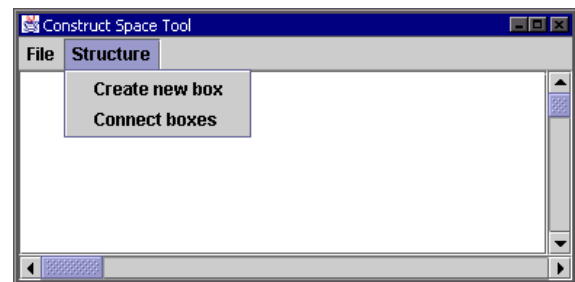 Construct Space Tool
File Structure
Create new box
Connect boxes